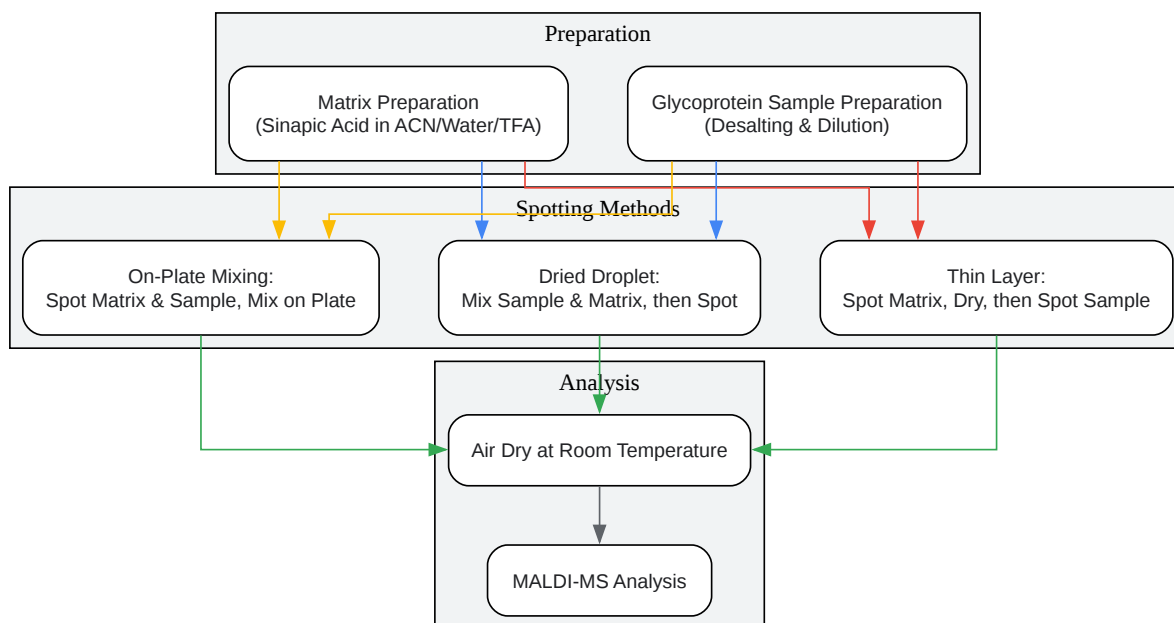 Preparation
Matrix Preparation
(Sinapic Acid in ACN/Water/TFA)
Glycoprotein Sample Preparation
(Desalting & Dilution)
Spotting Methods
On-Plate Mixing:
Spot Matrix & Sample, Mix on Plate
Dried Droplet:
Mix Sample & Matrix, then Spot
Thin Layer:
Spot Matrix, Dry, then Spot Sample
Analysis
Air Dry at Room Temperature
MALDI-MS Analysis